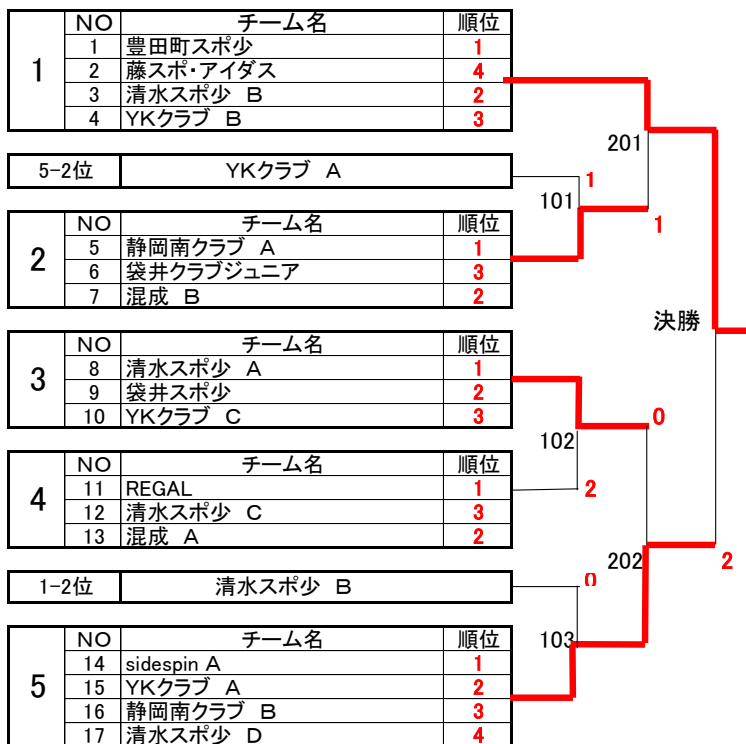 NO チーム名 順位
1
1 豊田町スポ少 1
2 藤スポ・アイダス 4
3 清水スポ少 B 2
4 YKクラブ B 3
201
5-2位 YKクラブ A
1
101
NO チーム名 順位
2
5 静岡南クラブ A 1
6 袋井クラブジュニア 3
7 混成 B 2
1
決勝
NO チーム名 順位
3
8 清水スポ少 A 1
9 袋井スポ少 2
10 YKクラブ C 3
0
102
NO チーム名 順位
4
11 REGAL 1
12 清水スポ少 C 3
13 混成 A 2
2
202
2
1-2位 清水スポ少 B
0
103
NO チーム名 順位
5
14 sidespin A 1
15 YKクラブ A 2
16 静岡南クラブ B 3
17 清水スポ少 D 4